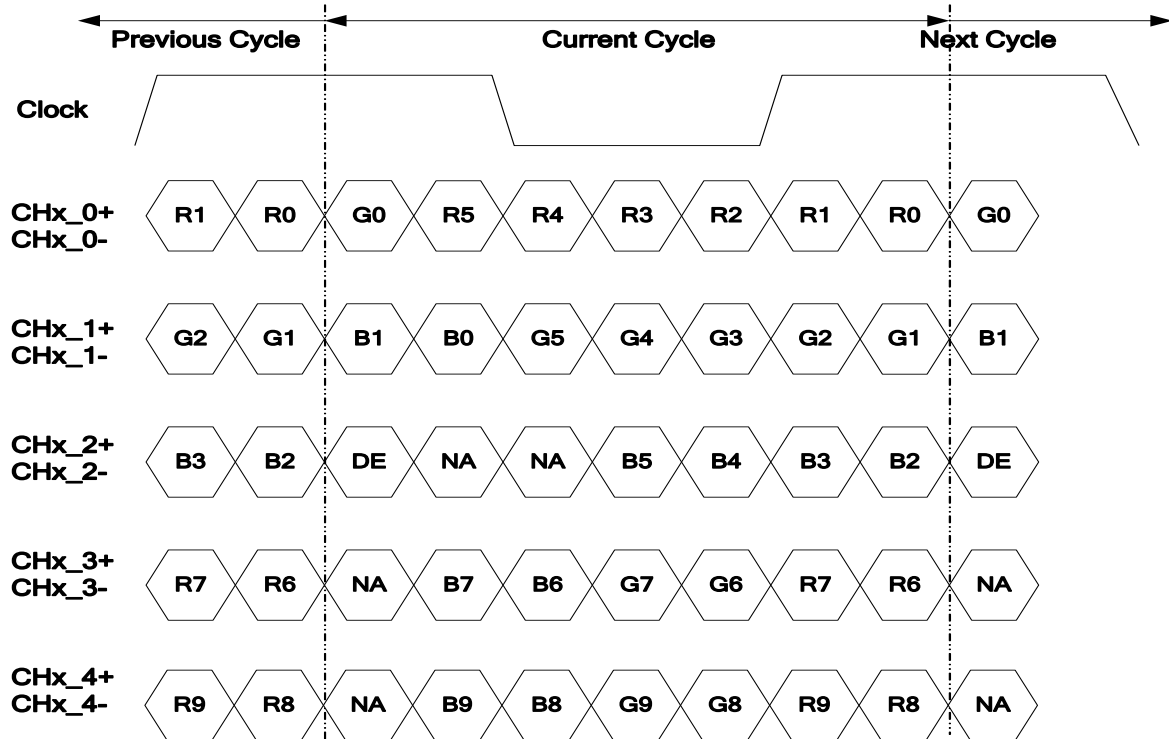 Previous Cycle Current Cycle Next Cycle
Clock
CHx_0+
CHx_0-
R1 R0 G0 R5 R4 R3 R2 R1 R0 G0
CHx_1+
CHx_1-
G2 G1 B1 B0 G5 G4 G3 G2 G1 B1
CHx_2+
CHx_2-
B3 B2 DE NA NA B5 B4 B3 B2 DE
CHx_3+
CHx_3-
R7 R6 NA B7 B6 G7 G6 R7 R6 NA
CHx_4+
CHx_4-
R9 R8 NA B9 B8 G9 G8 R9 R8 NA